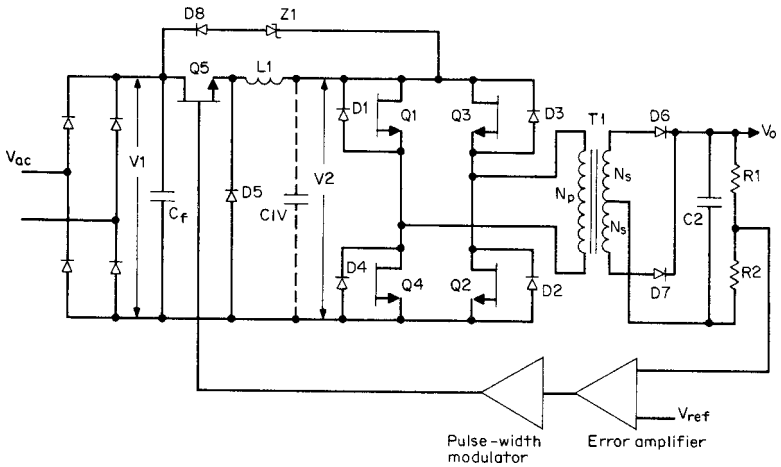 D8
Z1
Q5
L1
D1
Q1
Q3
D3
T1
D6
Vo
Vac
V1
Cf
D5
C1V
V2
Np
Ns
Ns
C2
R1
D4
Q4
Q2
D2
D7
R2
Vref
Pulse-width
modulator
Error amplifier